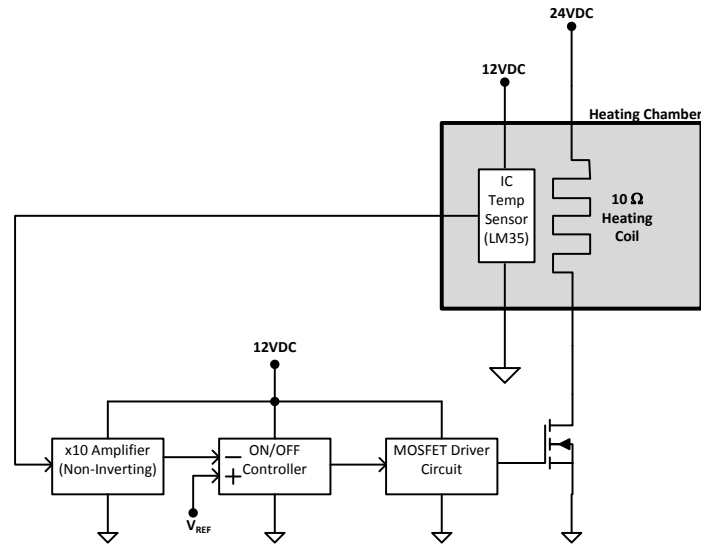 24VDC
12VDC
Heating Chamber
IC
Temp
Sensor
(LM35)
10 Ω
Heating
Coil
12VDC
x10 Amplifier
(Non-Inverting)
−
+
ON/OFF
Controller
MOSFET Driver
Circuit
VREF